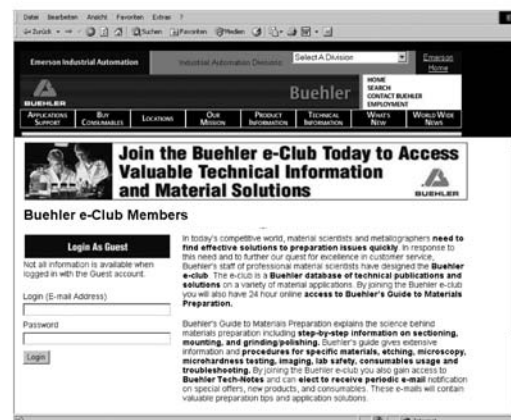 Datei Bearbeiten Ansicht Favoriten Extras ?
Zurück Suchen Favoriten Medien
Emerson Industrial Automation
Industrial Automation Divisions:
Select A Division
Emerson
Home
BUEHLER
Buehler
HOME
SEARCH
CONTACT BUEHLER
EMPLOYMENT
APPLICATIONS SUPPORT
BUY CONSUMABLES
LOCATIONS
OUR MISSION
PRODUCT INFORMATION
TECHNICAL INFORMATION
WHAT'S NEW
WORLD WIDE NEWS
Join the Buehler e-Club Today to Access
Valuable Technical Information
and Material Solutions
BUEHLER
Buehler e-Club Members
Login As Guest
Not all information is available when
logged in with the Guest account.
Login (E-mail Address)
Password
Login
In today's competitive world, material scientists and metallographers need to
find effective solutions to preparation issues quickly. In response to
this need and to further our quest for excellence in customer service,
Buehler's staff of professional material scientists have designed the Buehler
e-club. The e-club is a Buehler database of technical publications and
solutions on a variety of material applications. By joining the Buehler e-club
you will also have 24 hour online access to Buehler's Guide to Materials
Preparation.
Buehler's Guide to Materials Preparation explains the science behind
materials preparation including step-by-step information on sectioning,
mounting, and grinding/polishing. Buehler's guide gives extensive
information and procedures for specific materials, etching, microscopy,
microhardness testing, imaging, lab safety, consumables usage and
troubleshooting. By joining the Buehler e-club you also gain access to
Buehler Tech-Notes and can elect to receive periodic e-mail notification
on special offers, new products, and consumables. These e-mails will contain
valuable preparation tips and application solutions.